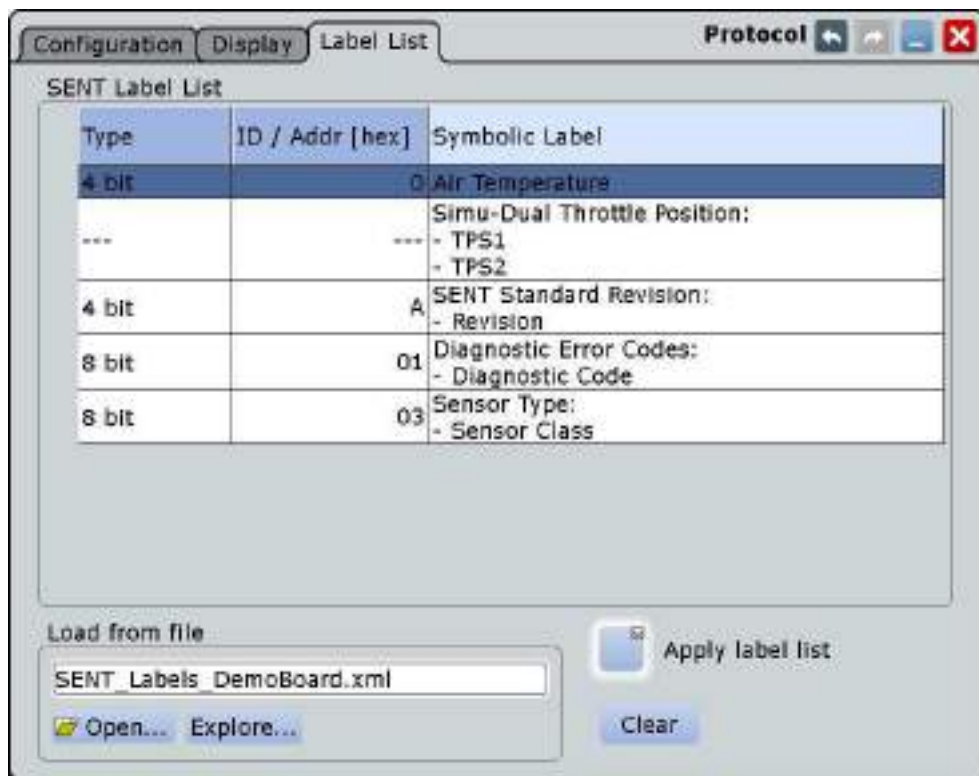 Configuration Display Label List Protocol
SENT Label List
Type ID / Addr [hex] Symbolic Label
4 bit 0 Air Temperature
--- --- Simu-Dual Throttle Position:
- TPS1
- TPS2
4 bit A SENT Standard Revision:
- Revision
8 bit 01 Diagnostic Error Codes:
- Diagnostic Code
8 bit 03 Sensor Type:
- Sensor Class
Load from file
SENT_Labels_DemoBoard.xml
Open... Explore...
Apply label list
Clear